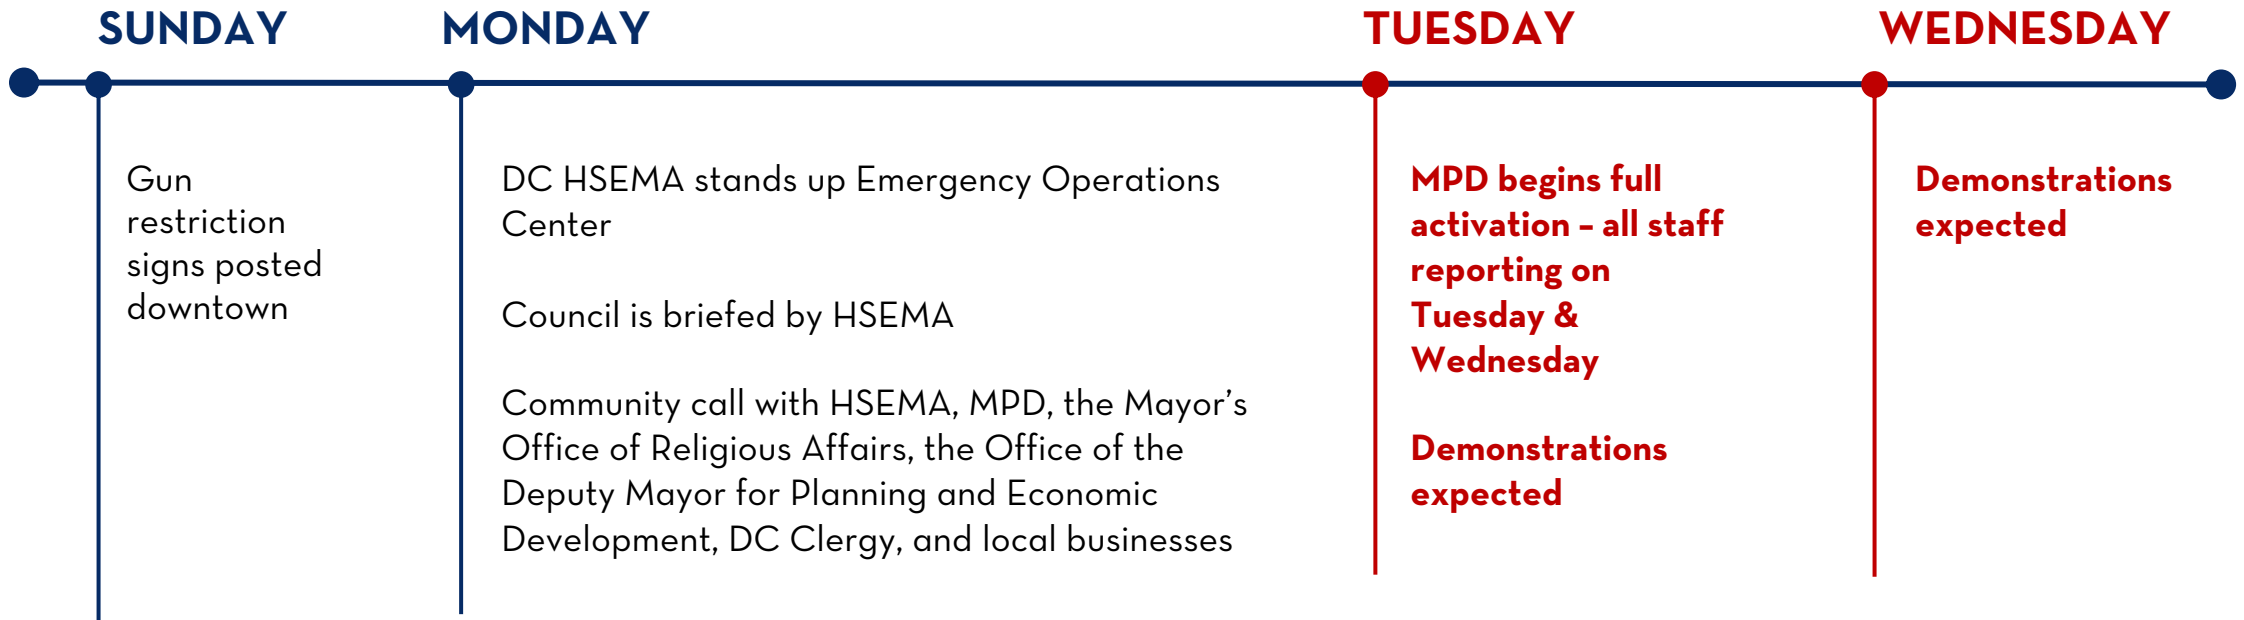 SUNDAY
MONDAY
TUESDAY
WEDNESDAY
Gun
restriction
signs posted
downtown
DC HSEMA stands up Emergency Operations
Center
Council is briefed by HSEMA
Community call with HSEMA, MPD, the Mayor’s
Office of Religious Affairs, the Office of the
Deputy Mayor for Planning and Economic
Development, DC Clergy, and local businesses
MPD begins full
activation – all staff
reporting on
Tuesday &
Wednesday
Demonstrations
expected
Demonstrations
expected